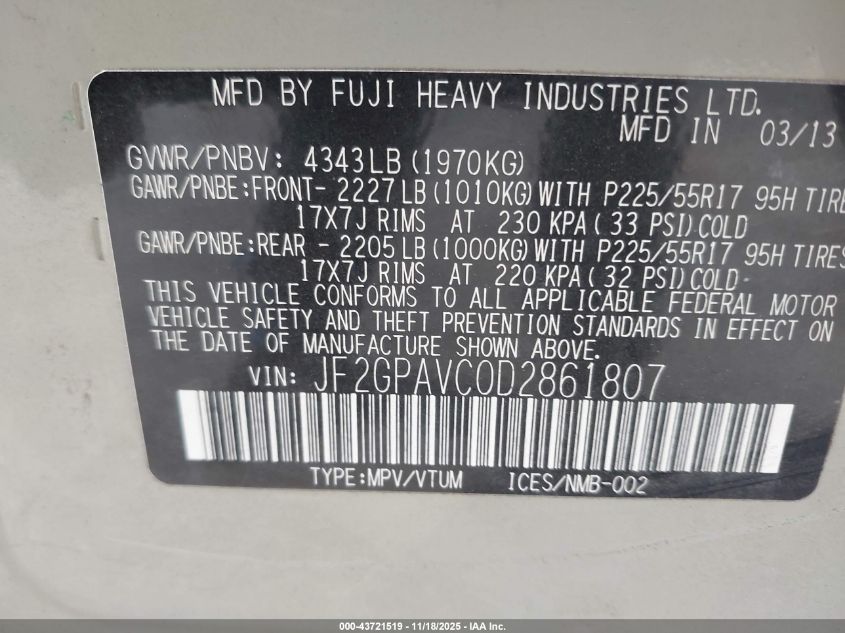 MFD BY FUJI HEAVY INDUSTRIES LTD.
MFD IN 03/13
GVWR/PNBV: 4343LB (1970KG)
GAWR/PNBE:FRONT- 2227 LB (1010KG) WITH P225/55R17 95H TIRE
17X7J RIMS AT 230 KPA( 33 PSI) COLD
GAWR/PNBE:REAR - 2205 LB (1000KG) WITH P225/55R17 95H TIRES
17X7J RIMS AT 220 KPA( 32 PSI) COLD
THIS VEHICLE CONFORMS TO ALL APPLICABLE FEDERAL MOTOR
VEHICLE SAFETY AND THEFT PREVENTION STANDARDS IN EFFECT ON
THE DATE OF MANUFACTURE SHOWN ABOVE.
VIN: JF2GPAVC0D2861807
TYPE:MPV/VTUM ICES/NMB-002
000-43721519 - 11/18/2025 - IAA Inc.